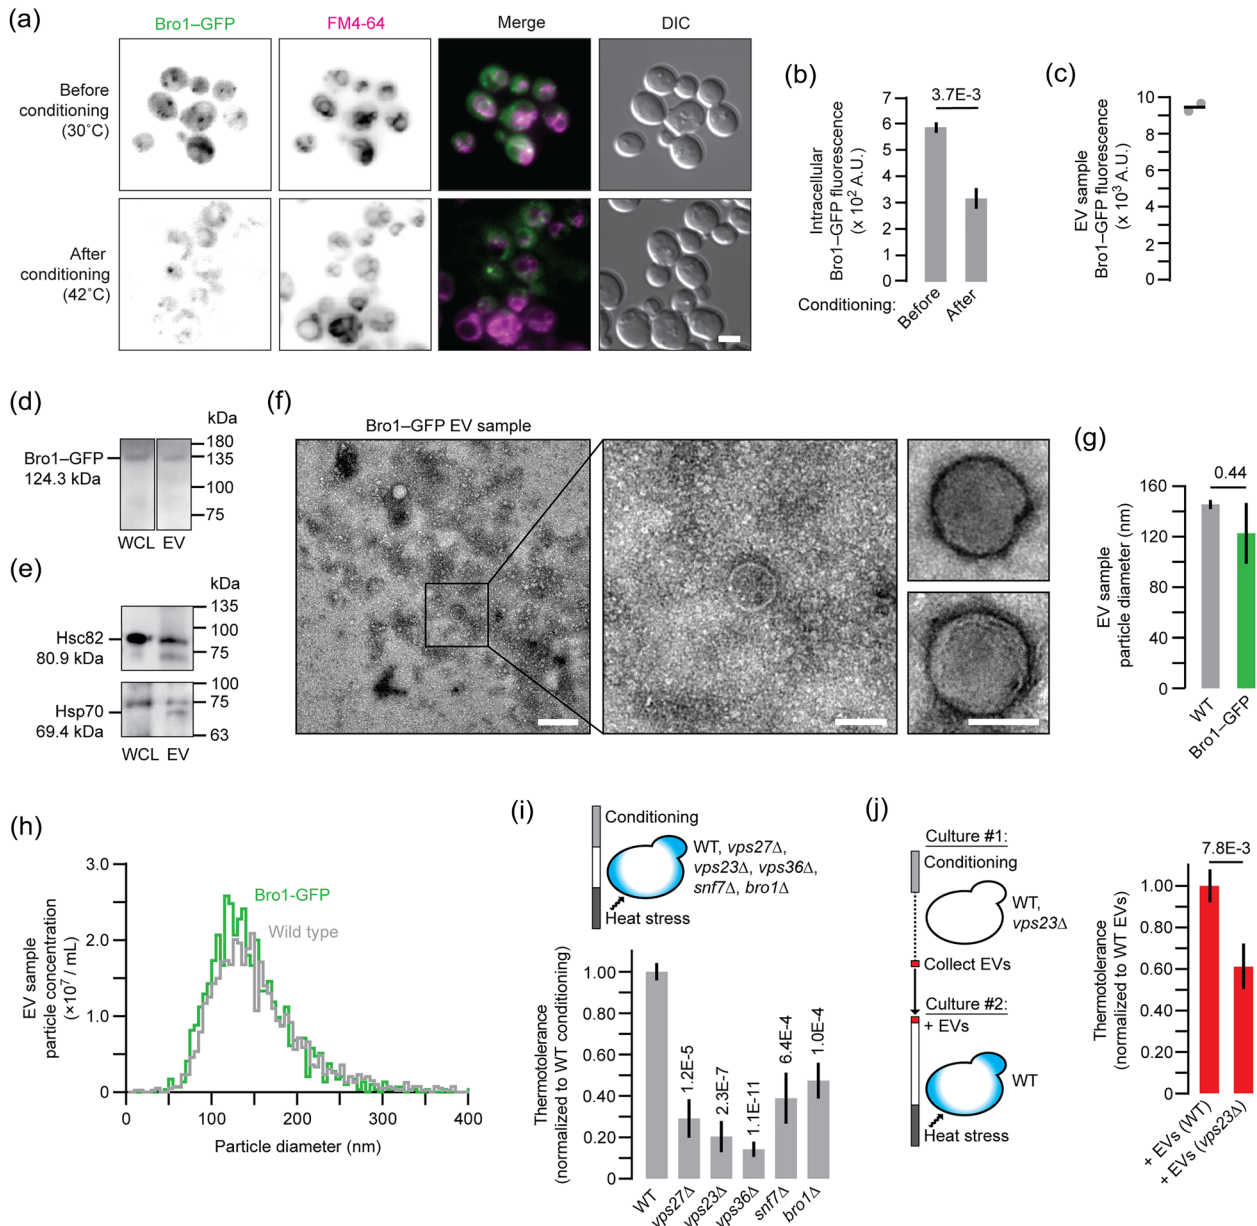 (a)
Bro1–GFP
FM4-64
Merge
DIC
Before
conditioning
(30˚C)
After
conditioning
(42˚C)
(b)
Intracellular
Bro1–GFP fluorescence
(x 10² A.U.)
7
6
5
4
3
2
1
0
3.7E-3
Conditioning:
Before
After
(c)
EV sample
Bro1–GFP fluorescence
(x 10³ A.U.)
10
8
6
4
2
0
(d)
kDa
180
135
100
75
Bro1–GFP
124.3 kDa
WCL EV
(e)
kDa
135
100
75
Hsc82
80.9 kDa
100
75
63
Hsp70
69.4 kDa
WCL EV
(f)
Bro1–GFP EV sample
(g)
EV sample
particle diameter (nm)
160
120
80
40
0
0.44
WT
Bro1–GFP
(h)
EV sample
particle concentration
(×10⁷ / mL)
3.0
2.0
1.0
0
Bro1-GFP
Wild type
0 100 200 300 400
Particle diameter (nm)
(i)
Conditioning
WT, vps27Δ,
vps23Δ, vps36Δ,
snf7Δ, bro1Δ
Heat stress
Thermotolerance
(normalized to WT conditioning)
1.00
0.80
0.60
0.40
0.20
0
1.2E-5
2.3E-7
1.1E-11
6.4E-4
1.0E-4
WT
vps27Δ
vps23Δ
vps36Δ
snf7Δ
bro1Δ
(j)
Culture #1:
Conditioning
WT,
vps23Δ
Collect EVs
Culture #2:
+ EVs
WT
Heat stress
Thermotolerance
(normalized to WT EVs)
1.00
0.80
0.60
0.40
0.20
0
7.8E-3
+ EVs (WT)
+ EVs (vps23Δ)